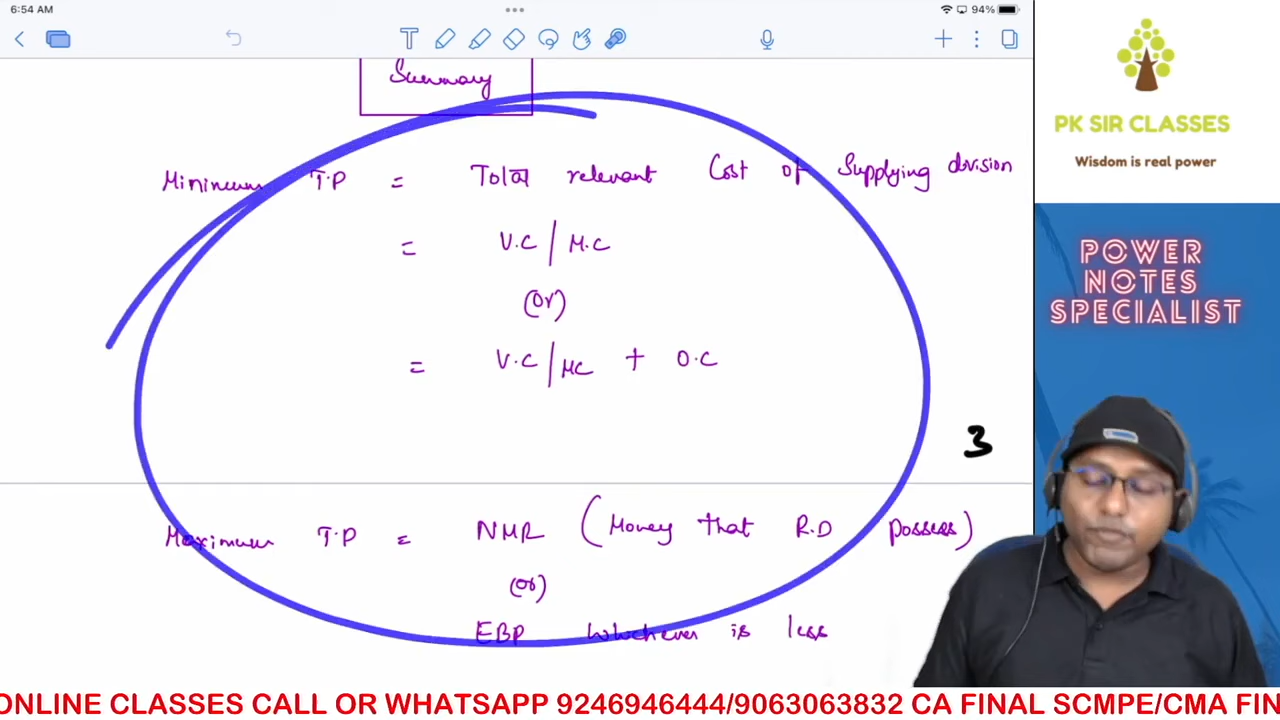 6:54 AM
94%
Summary
Minimum T.P = Total relevant Cost of Supplying division
= V.C / M.C
(or)
= V.C / MC + O.C
3
Maximum T.P = NMR (Money that R.D possess)
(or)
EBP whichever is less
PK SIR CLASSES
Wisdom is real power
POWER
NOTES
SPECIALIST
ONLINE CLASSES CALL OR WHATSAPP 9246946444/9063063832 CA FINAL SCMPE/CMA FIN